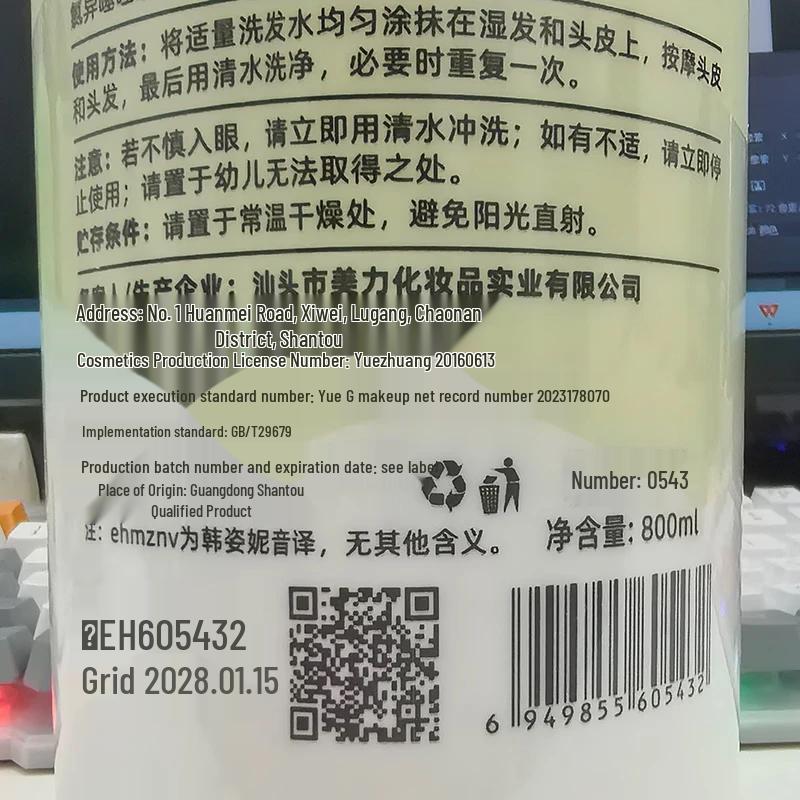 使用方法：将适量洗发水均匀涂抹在湿发和头皮上，按摩头皮
和头发，最后用清水洗净，必要时重复一次。
注意：若不慎入眼，请立即用清水冲洗；如有不适，请立即停
止使用；请置于幼儿无法取得之处。
贮存条件：请置于常温干燥处，避免阳光直射。
/生产企业：汕头市美力化妆品实业有限公司
Address: No. 1 Huanmei Road, Xiwei, Lugang, Chaonan
District, Shantou
Cosmetics Production License Number: Yuezhuang 20160613
Product execution standard number: Yue G makeup net record number 2023178070
Implementation standard: GB/T29679
Production batch number and expiration date: see label
Place of Origin: Guangdong Shantou
Qualified Product
Number: 0543
注：ehmznv为韩姿妮音译，无其他含义。
净含量：800ml
EH605432
Grid 2028.01.15
6 949855 605432